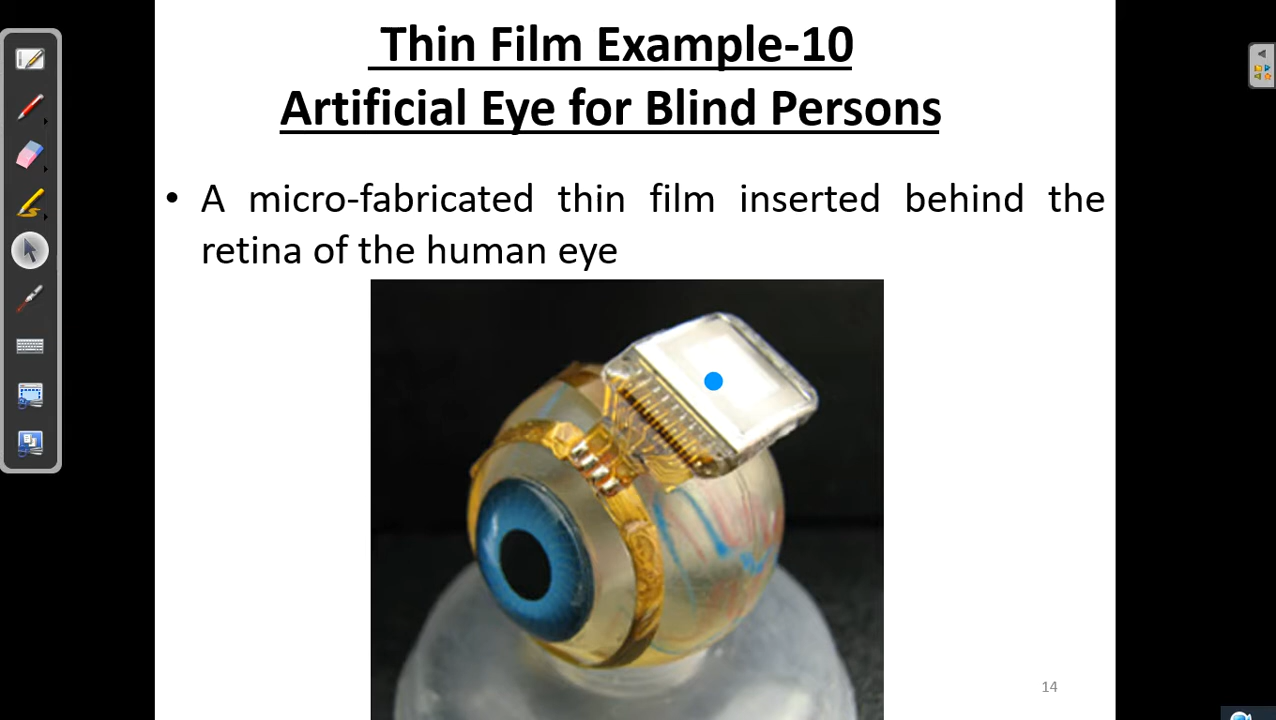 Thin Film Example-10
Artificial Eye for Blind Persons
• A micro-fabricated thin film inserted behind the
retina of the human eye
14